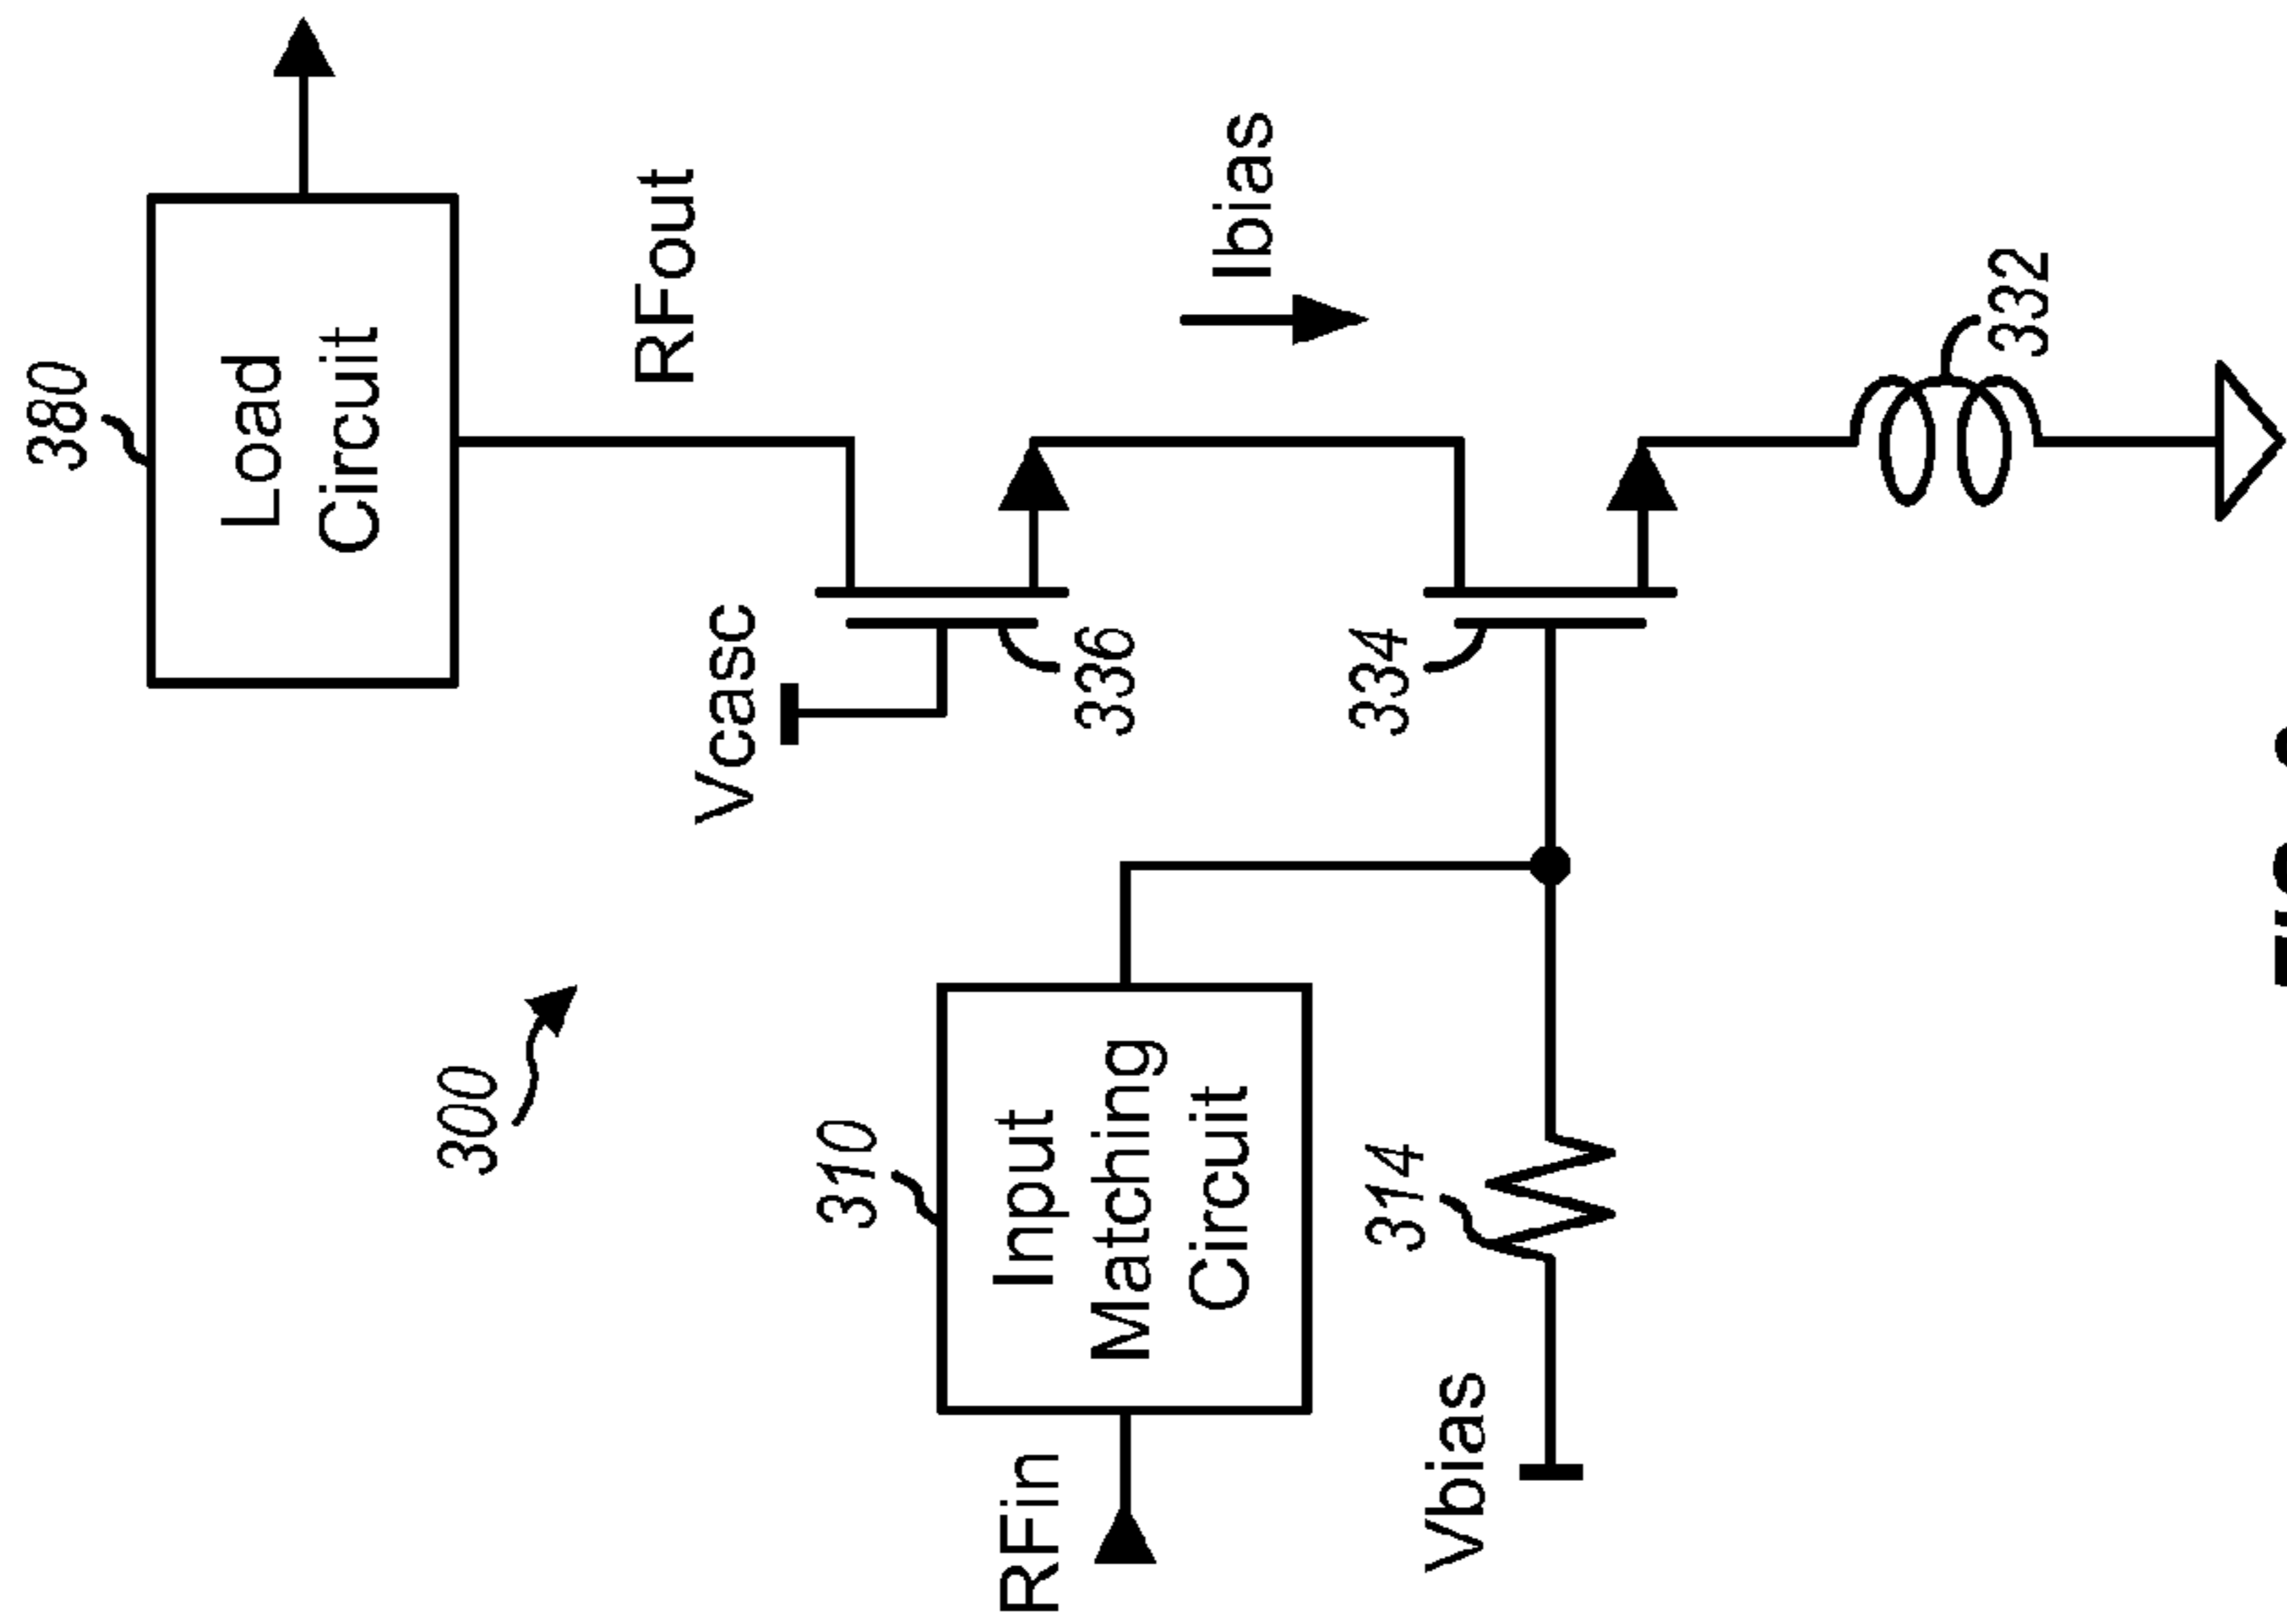 380
Load
Circuit
RFout
300
Vcasc
336
Ibias
310
Input
Matching
Circuit
RFin
334
314
Vbias
332